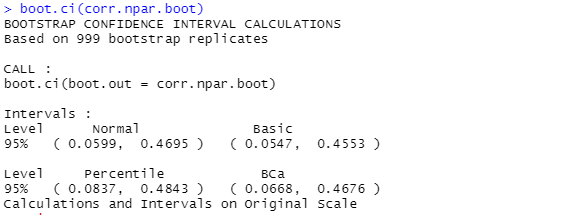 > boot.ci(corr.npar.boot)
BOOTSTRAP CONFIDENCE INTERVAL CALCULATIONS
Based on 999 bootstrap replicates
CALL :
boot.ci(boot.out = corr.npar.boot)
Intervals :
Level      Normal              Basic
95%   ( 0.0599,  0.4695 )   ( 0.0547,  0.4553 )
Level     Percentile            BCa
95%   ( 0.0837,  0.4843 )   ( 0.0668,  0.4676 )
Calculations and Intervals on Original Scale